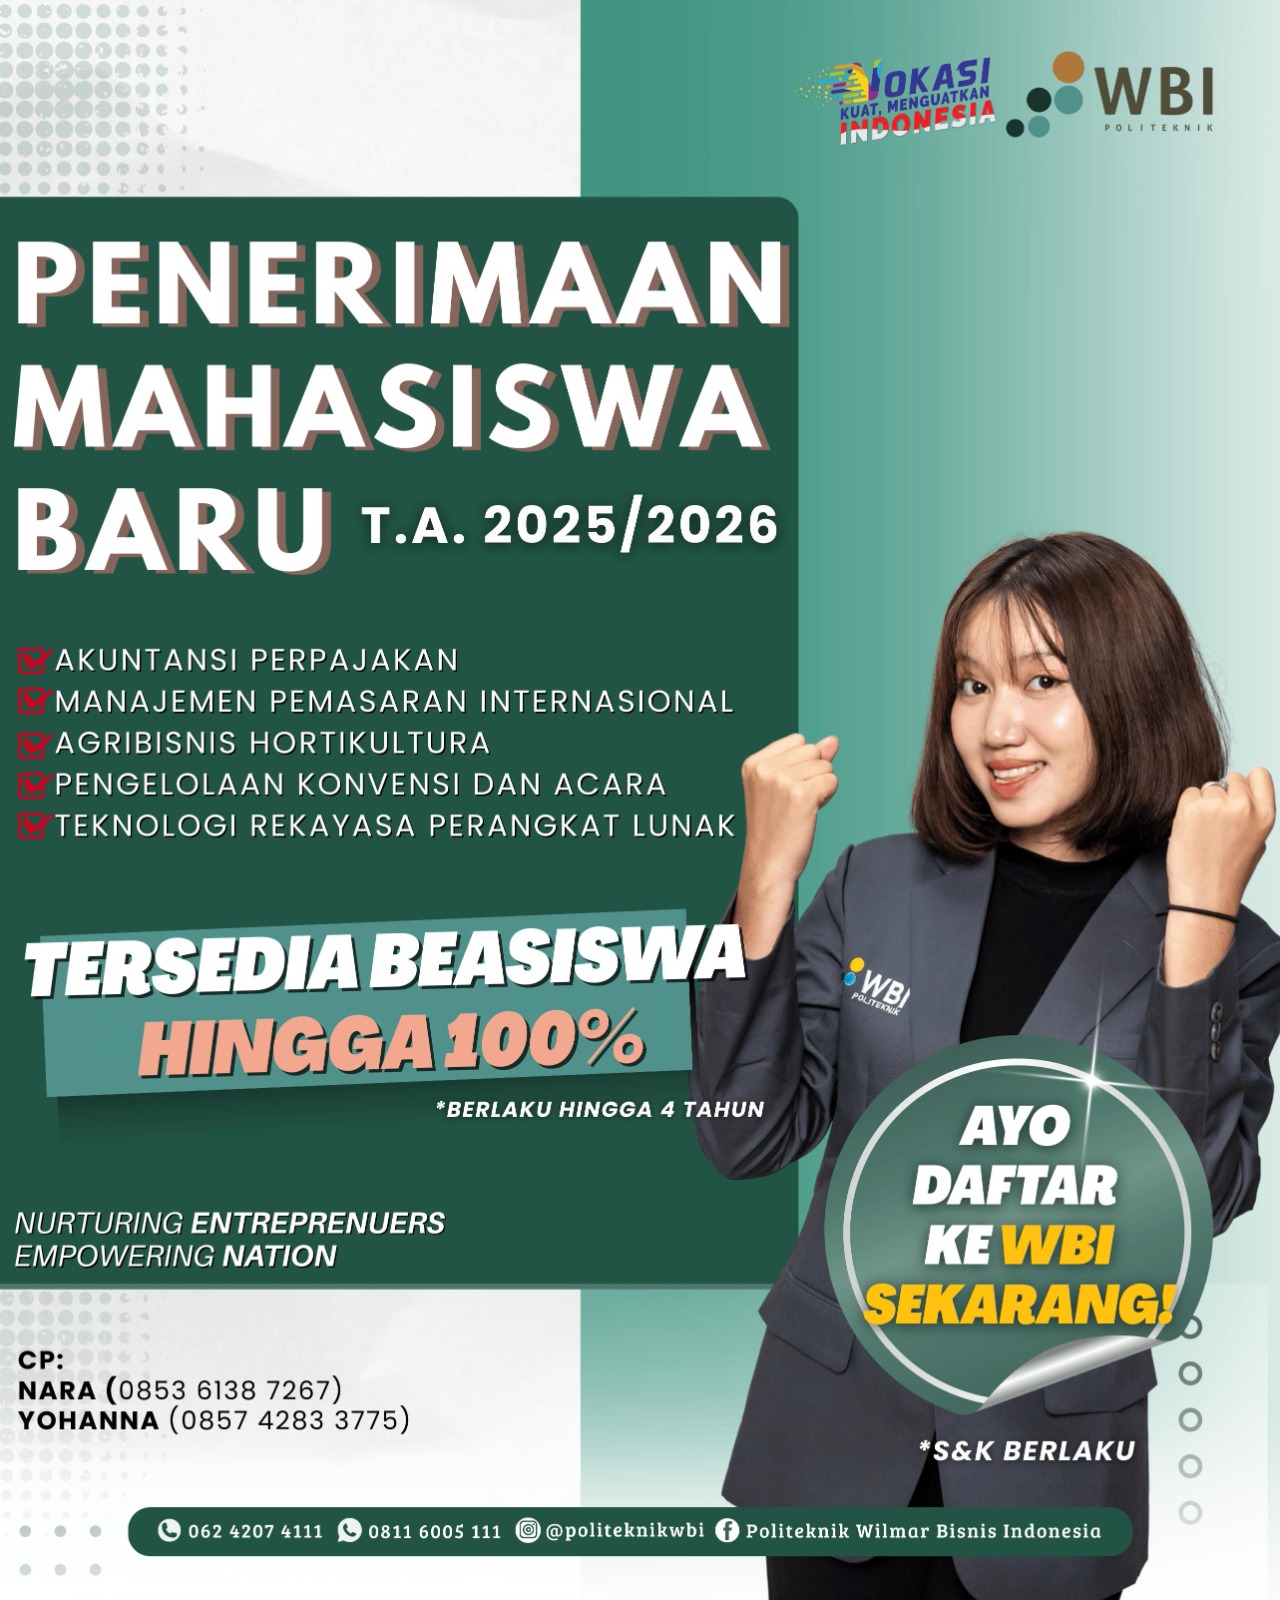 VOKASI
KUAT, MENGUATKAN
INDONESIA
WBI
POLITEKNIK
PENERIMAAN
MAHASISWA
BARU T.A. 2025/2026
AKUNTANSI PERPAJAKAN
MANAJEMEN PEMASARAN INTERNASIONAL
AGRIBISNIS HORTIKULTURA
PENGELOLAAN KONVENSI DAN ACARA
TEKNOLOGI REKAYASA PERANGKAT LUNAK
TERSEDIA BEASISWA
HINGGA 100%
*BERLAKU HINGGA 4 TAHUN
WBI
POLITEKNIK
NURTURING ENTREPRENUERS
EMPOWERING NATION
AYO
DAFTAR
KE WBI
SEKARANG!
CP:
NARA (0853 6138 7267)
YOHANNA (0857 4283 3775)
*S&K BERLAKU
062 4207 4111 0811 6005 111 @politeknikwbi Politeknik Wilmar Bisnis Indonesia